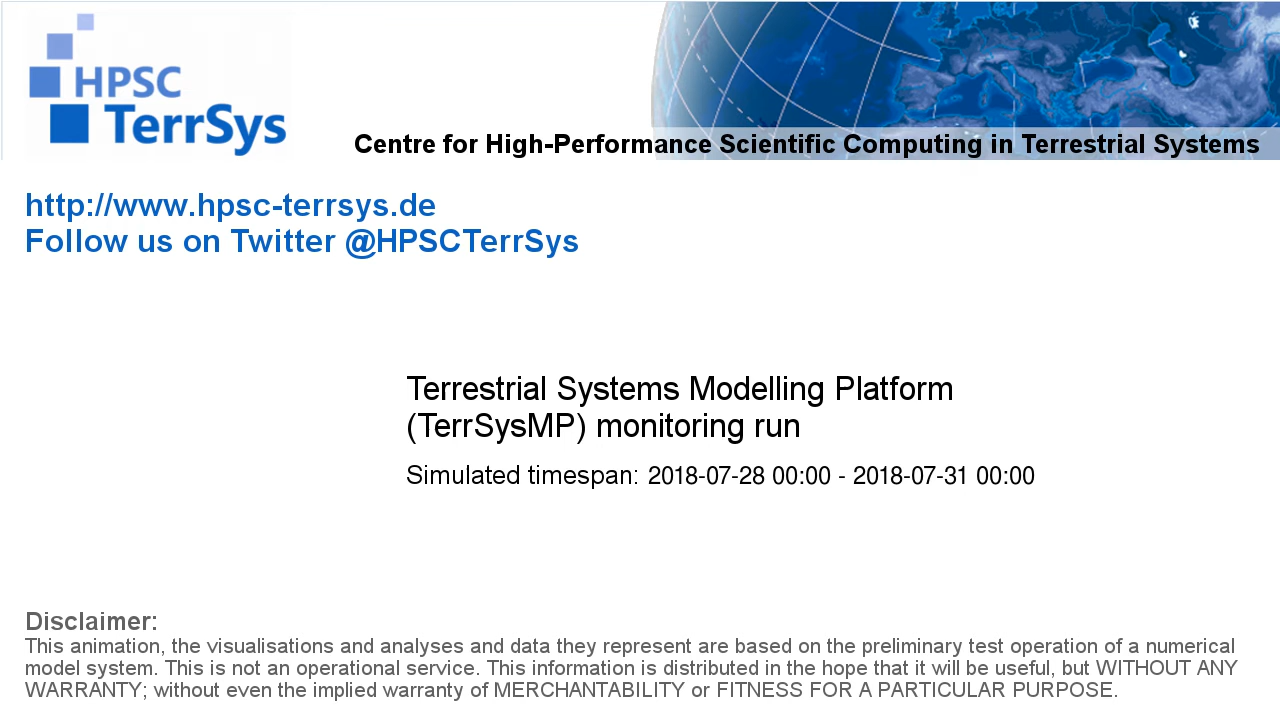 HPSC
TerrSys
Centre for High-Performance Scientific Computing in Terrestrial Systems
http://www.hpsc-terrsys.de
Follow us on Twitter @HPSCTerrSys
Terrestrial Systems Modelling Platform
(TerrSysMP) monitoring run
Simulated timespan: 2018-07-28 00:00 - 2018-07-31 00:00
Disclaimer:
This animation, the visualisations and analyses and data they represent are based on the preliminary test operation of a numerical
model system. This is not an operational service. This information is distributed in the hope that it will be useful, but WITHOUT ANY
WARRANTY; without even the implied warranty of MERCHANTABILITY or FITNESS FOR A PARTICULAR PURPOSE.